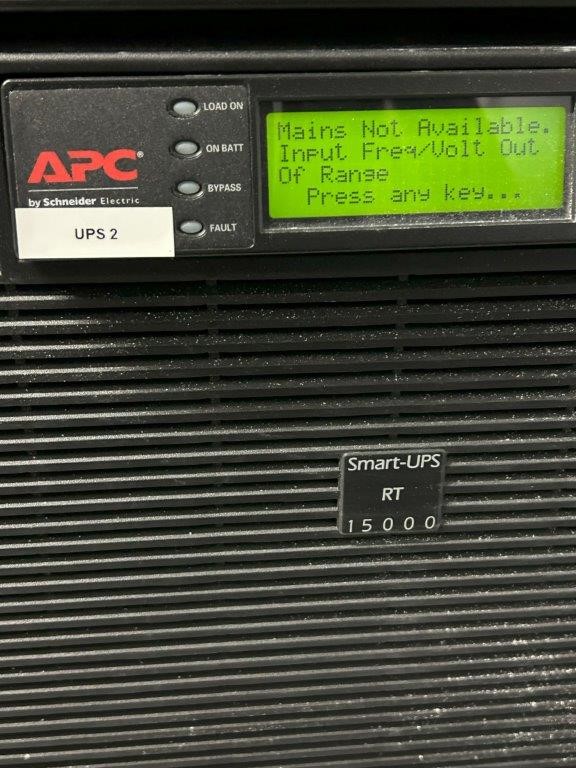 LOAD ON
ON BATT
BYPASS
FAULT
APC®
by Schneider Electric
UPS 2
Mains Not Available.
Input Freq/Volt Out
Of Range
Press any key...
Smart-UPS
RT
15000